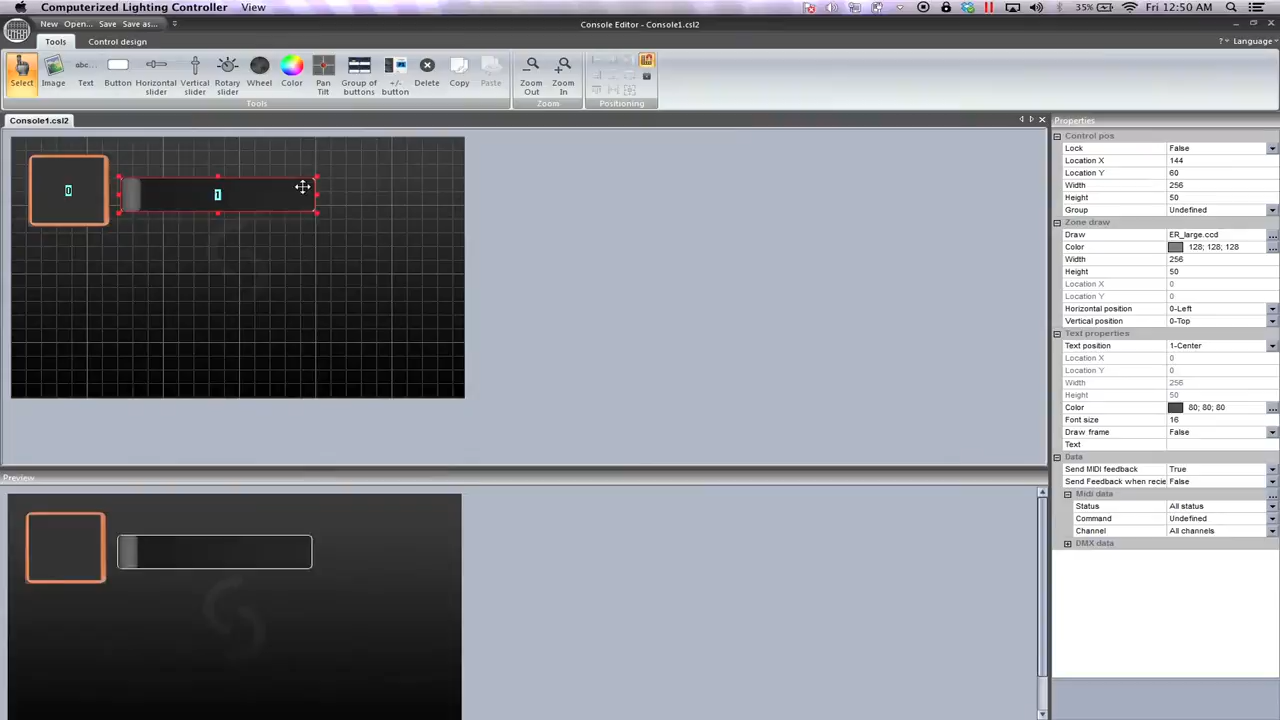 Computerized Lighting Controller View 35% Fri 12:50 AM
New Open... Save Save as... Console Editor - Console1.csl2
Tools Control design ? Language
abc...
Select Image Text Button Horizontal slider Vertical slider Rotary slider Wheel Color Pan Tilt Group of buttons +/- button Delete Copy Paste Zoom Out Zoom In
Tools Zoom Positioning
Console1.csl2
0
1
Preview
Properties
Control pos
Lock False
Location X 144
Location Y 60
Width 256
Height 50
Group Undefined
Zone draw
Draw ER_large.ccd ...
Color 128; 128; 128 ...
Width 256
Height 50
Location X 0
Location Y 0
Horizontal position 0-Left
Vertical position 0-Top
Text properties
Text position 1-Center
Location X 0
Location Y 0
Width 256
Height 50
Color 80; 80; 80 ...
Font size 16
Draw frame False
Text
Data
Send MIDI feedback True
Send Feedback when recie False
Midi data ...
Status All status
Command Undefined
Channel All channels
DMX data